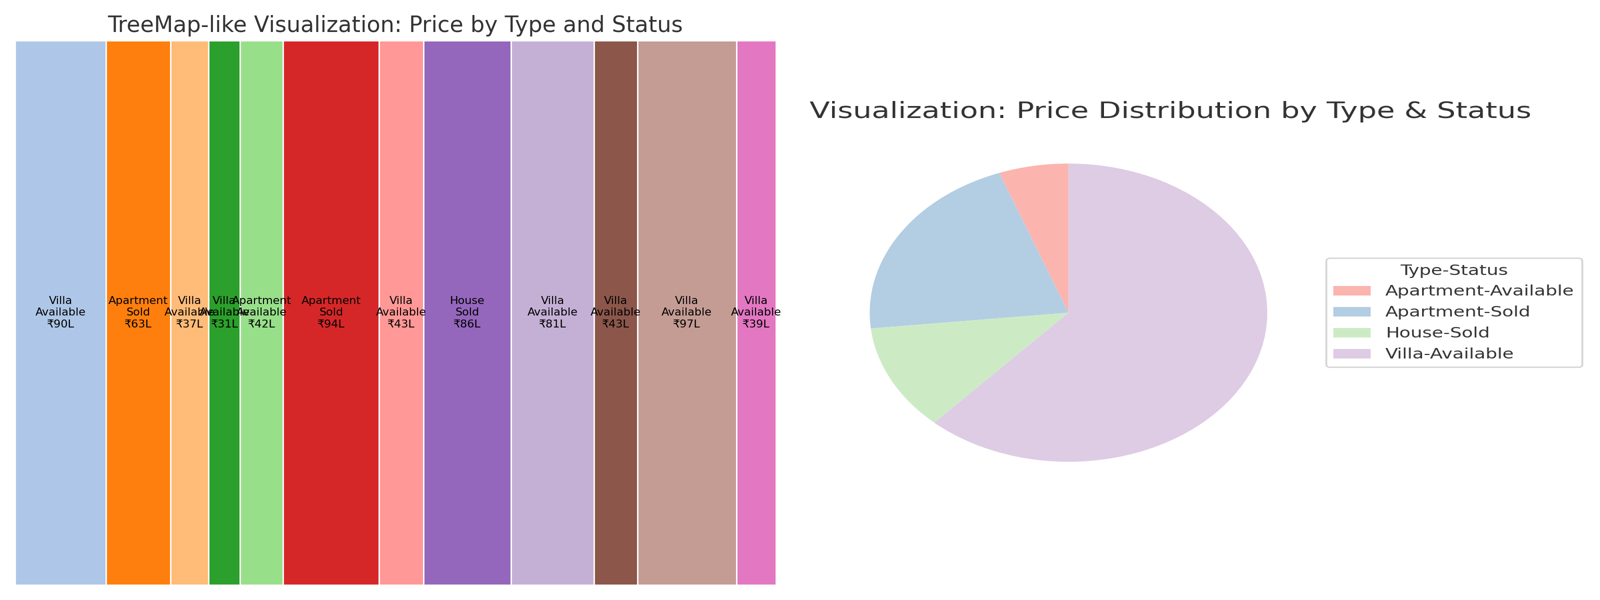 TreeMap-like Visualization: Price by Type and Status
Villa
Available
₹90L
Apartment
Sold
₹63L
Villa
Available
₹37L
Villa
Available
₹31L
Apartment
Available
₹42L
Apartment
Sold
₹94L
Villa
Available
₹43L
House
Sold
₹86L
Villa
Available
₹81L
Villa
Available
₹43L
Villa
Available
₹97L
Villa
Available
₹39L
Visualization: Price Distribution by Type & Status
Type-Status
Apartment-Available
Apartment-Sold
House-Sold
Villa-Available